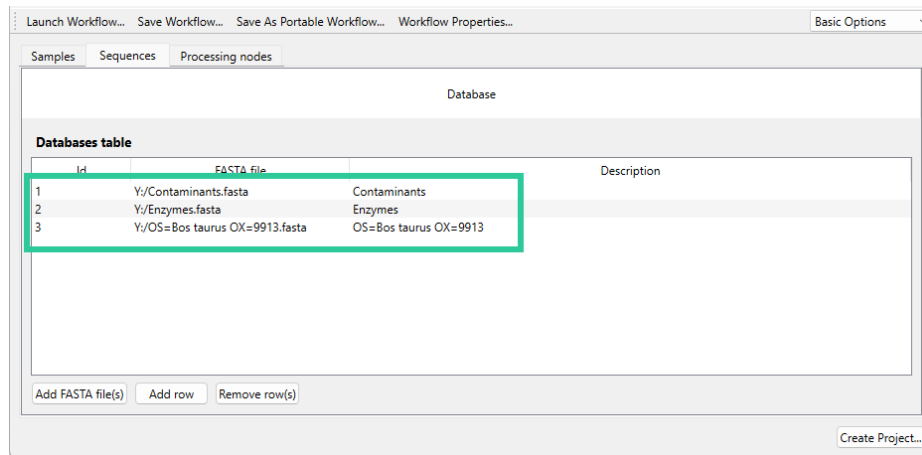 Launch Workflow... Save Workflow... Save As Portable Workflow... Workflow Properties... Basic Options
Samples Sequences Processing nodes
Database
Databases table
Id FASTA file Description
1 Y:/Contaminants.fasta Contaminants
2 Y:/Enzymes.fasta Enzymes
3 Y:/OS=Bos taurus OX=9913.fasta OS=Bos taurus OX=9913
Add FASTA file(s) Add row Remove row(s)
Create Project...